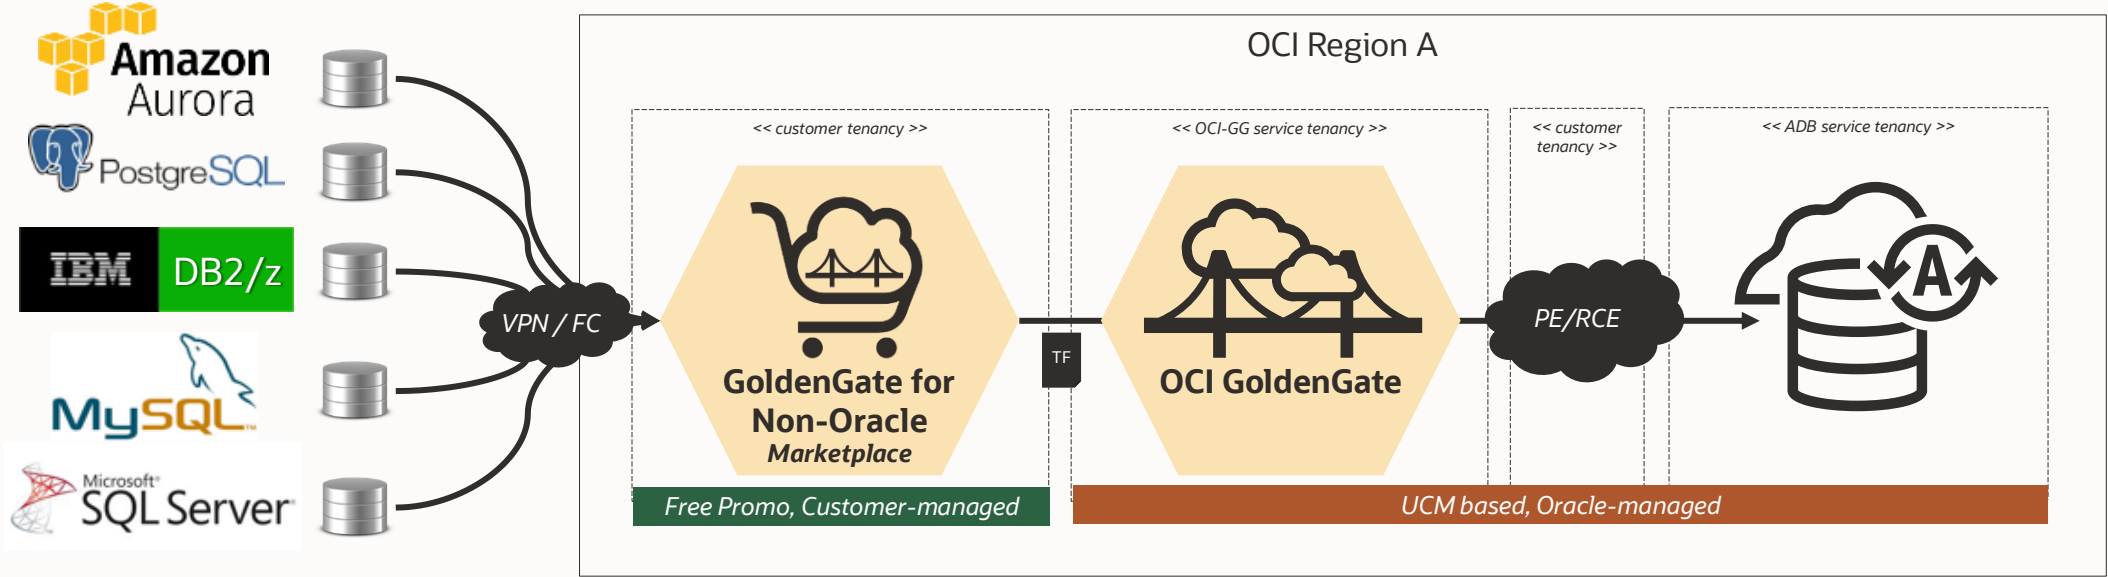 Amazon
Aurora
PostgreSQL
IBM
DB2/z
MySQL
Microsoft®
SQL Server
VPN / FC
OCI Region A
<< customer tenancy >>
GoldenGate for
Non-Oracle
Marketplace
Free Promo, Customer-managed
TF
<< OCI-GG service tenancy >>
OCI GoldenGate
<< customer
tenancy >>
PE/RCE
<< ADB service tenancy >>
A
UCM based, Oracle-managed